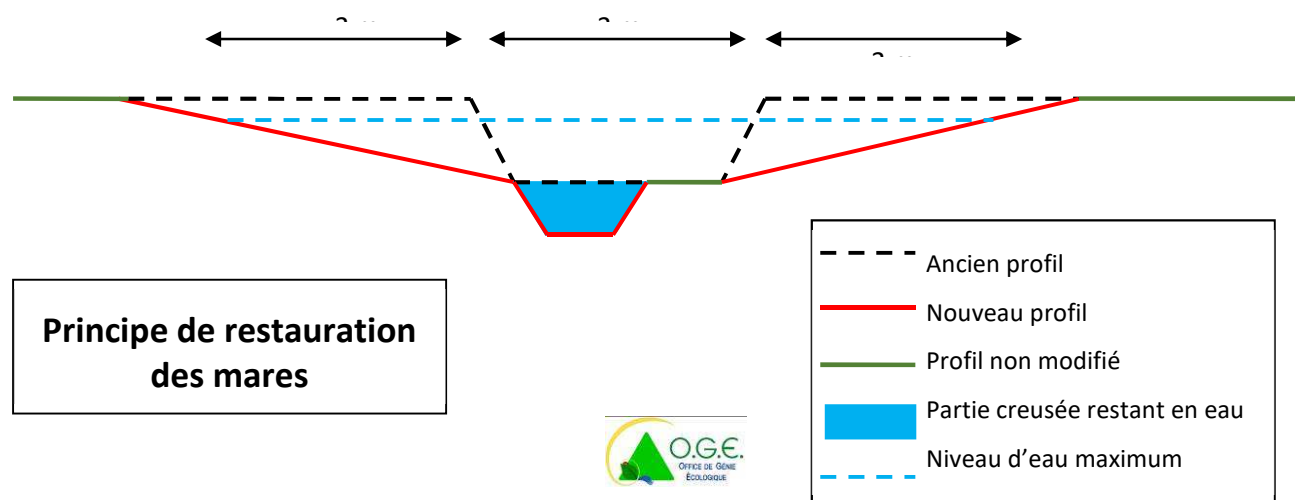 Principe de restauration
des mares
Ancien profil
Nouveau profil
Profil non modifié
Partie creusée restant en eau
Niveau d'eau maximum
O.G.E.
OFFICE DE GÉNIE
ÉCOLOGIQUE